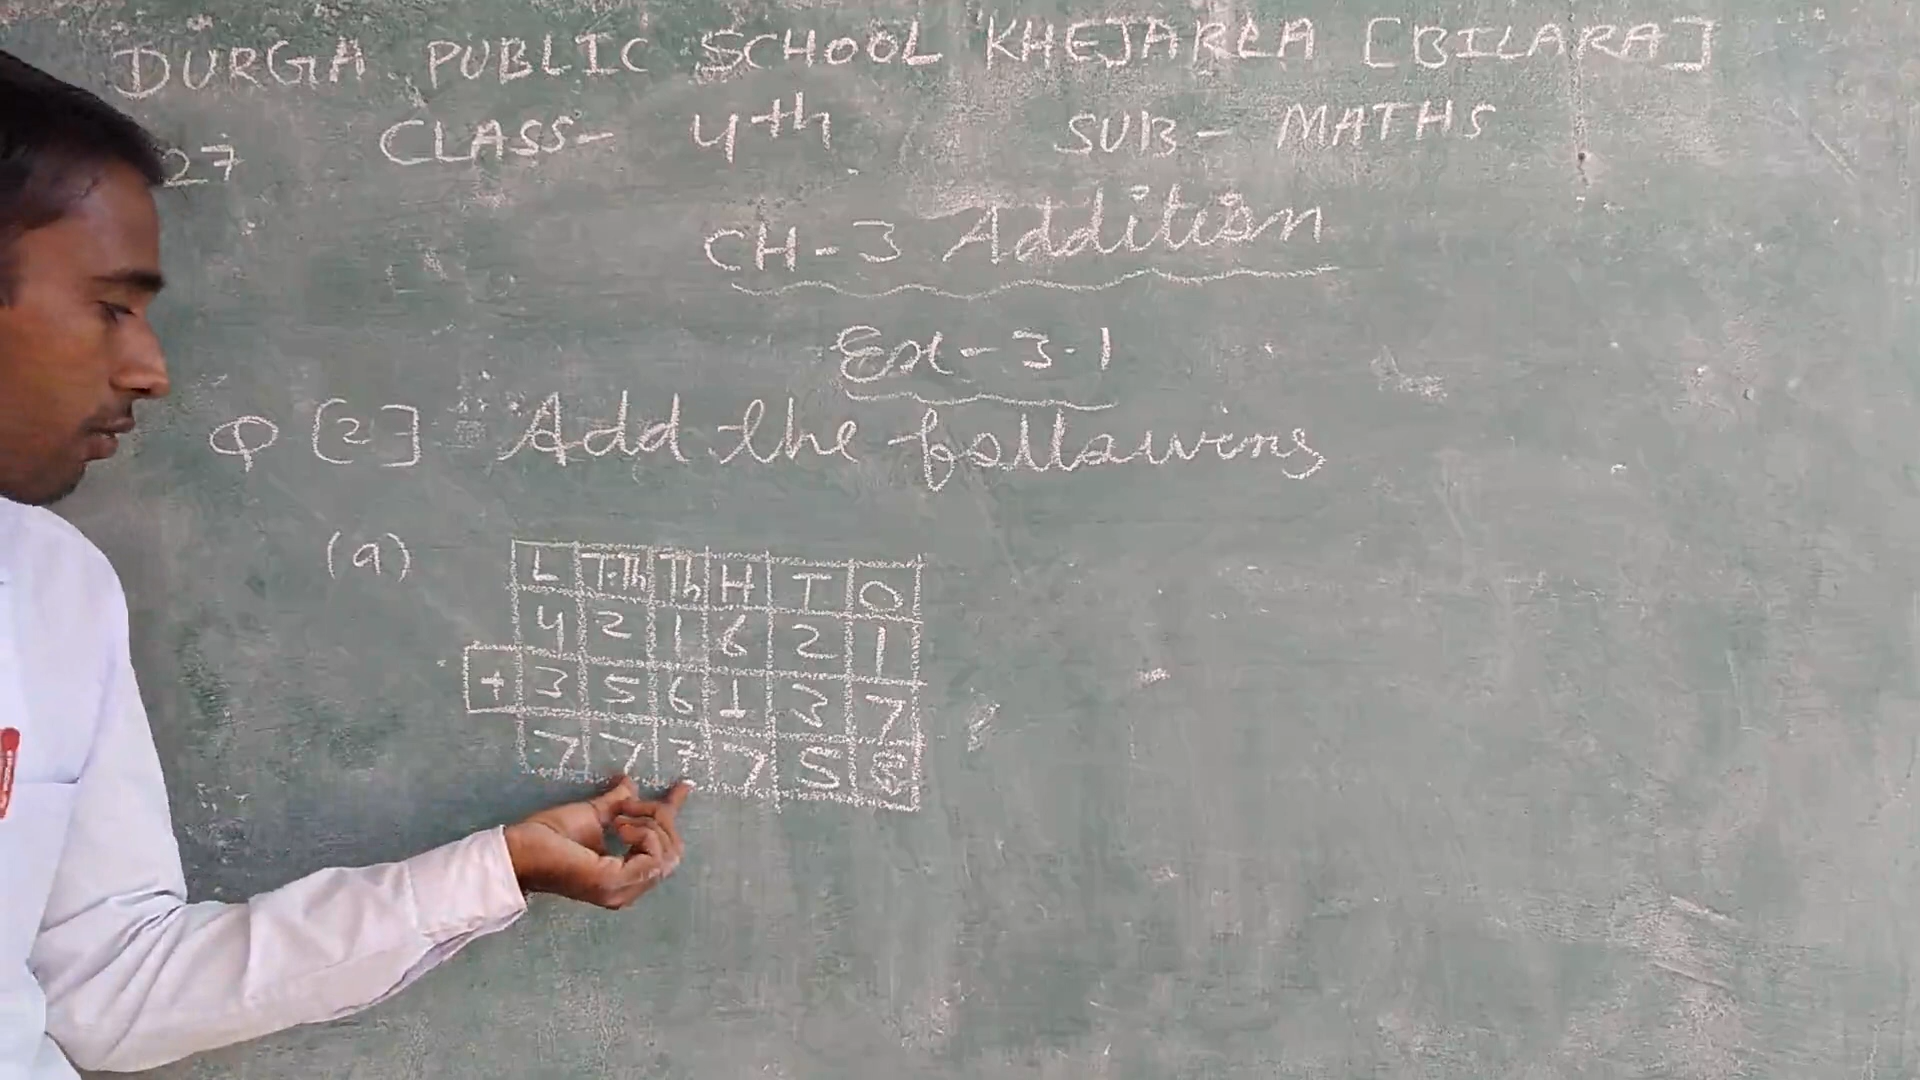 DURGA PUBLIC SCHOOL KHEJARLA [BILARA]
27 CLASS- 4th SUB- MATHS
CH-3 Addition
Ex-3.1
Q [2] Add the following
(a)
L T.Th Th H T O
4 2 1 6 2 1
+ 3 5 6 1 3 7
7 7 7 7 5